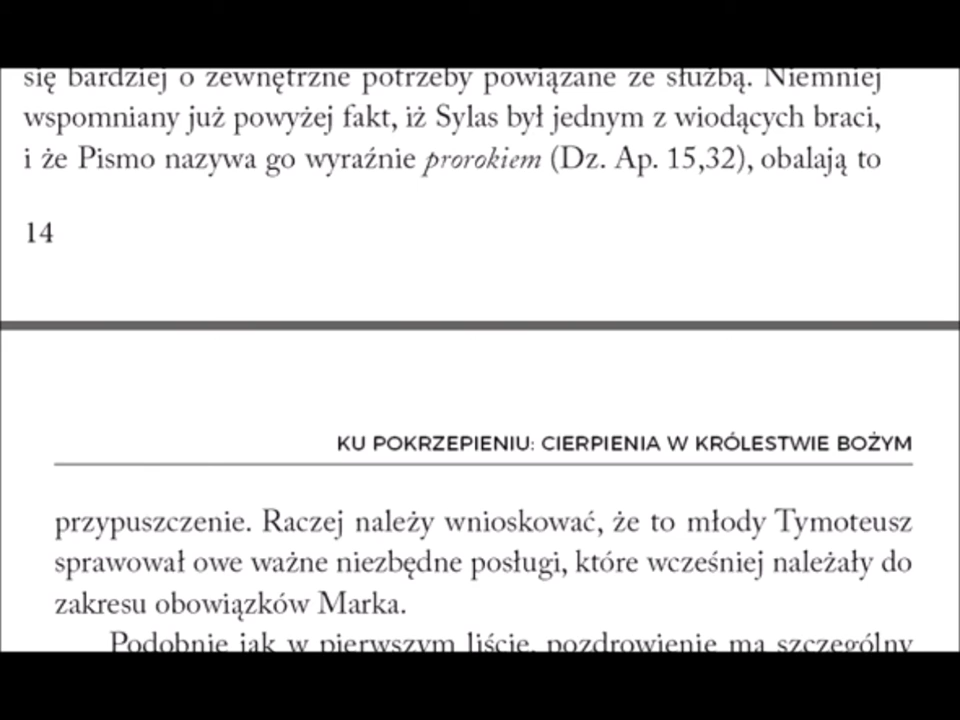 się bardziej o zewnętrzne potrzeby powiązane ze służbą. Niemniej
wspomniany już powyżej fakt, iż Sylas był jednym z wiodących braci,
i że Pismo nazywa go wyraźnie prorokiem (Dz. Ap. 15,32), obalają to
14
KU POKRZEPIENIU: CIERPIENIA W KRÓLESTWIE BOŻYM
przypuszczenie. Raczej należy wnioskować, że to młody Tymoteusz
sprawował owe ważne niezbędne posługi, które wcześniej należały do
zakresu obowiązków Marka.
Podobnie jak w pierwszym liście, pozdrowienie ma szczególny